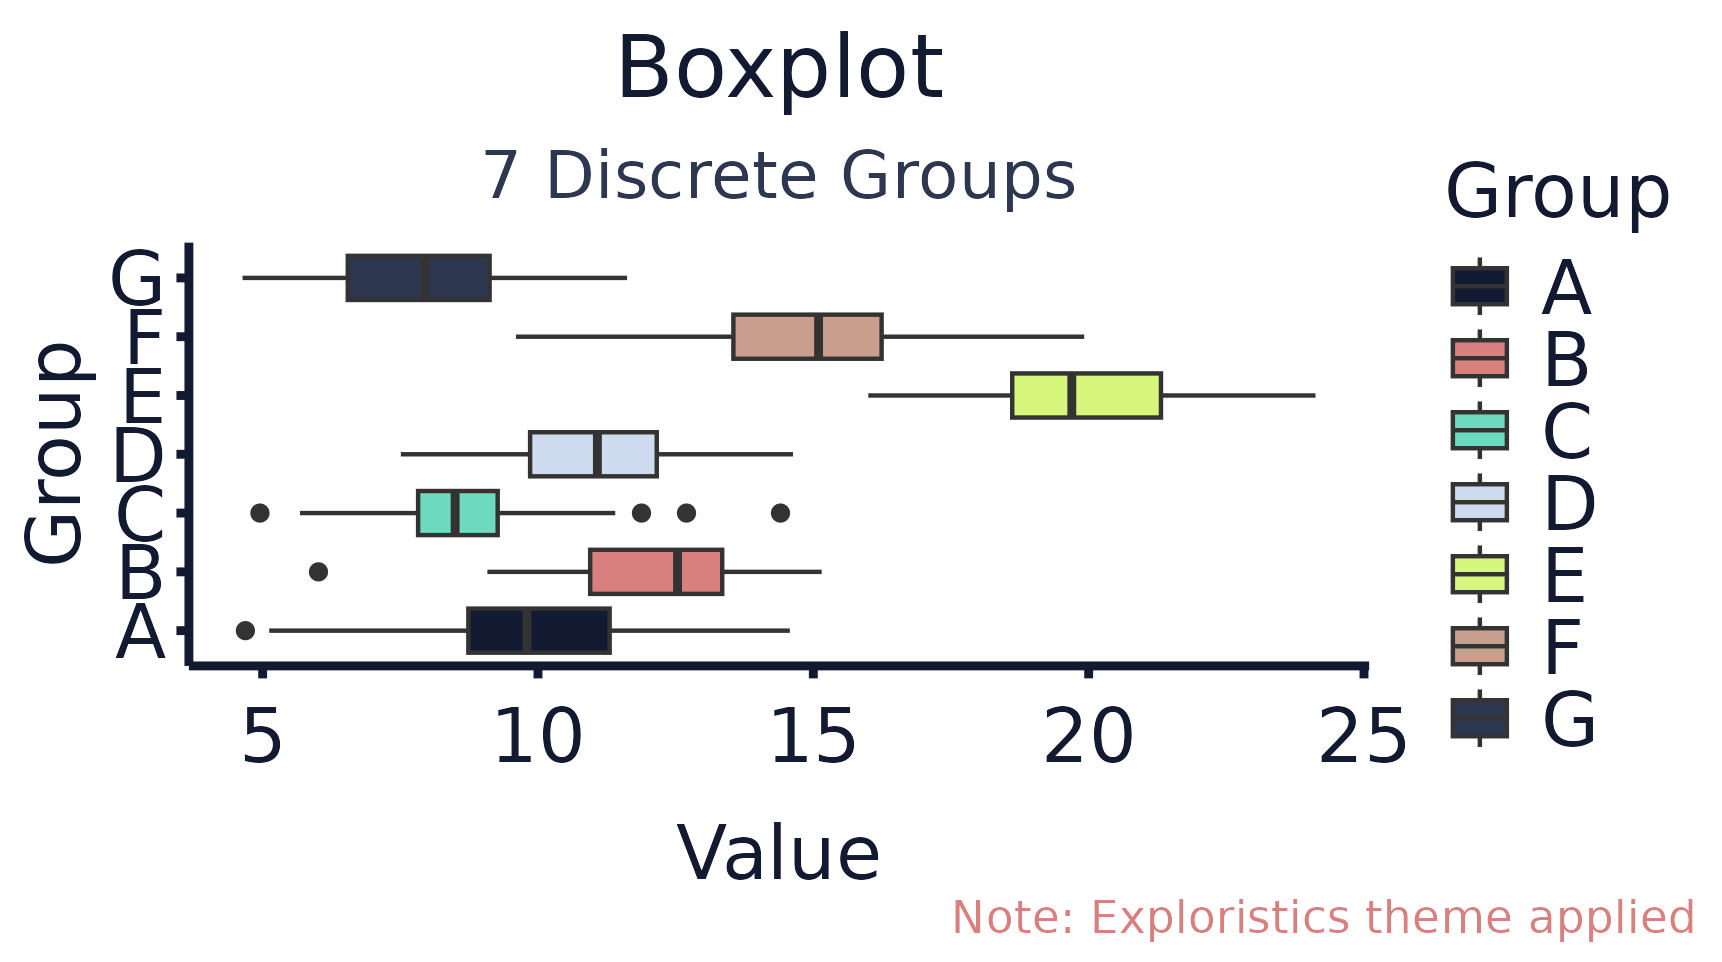 Boxplot
7 Discrete Groups
Group
G
F
E
D
C
B
A
5 10 15 20 25
Value
Group
A
B
C
D
E
F
G
Note: Exploristics theme applied